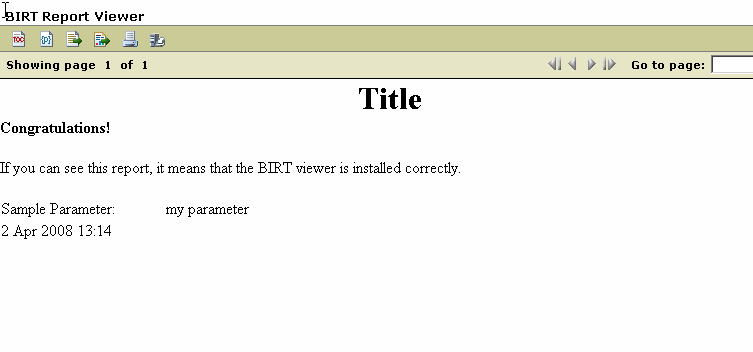 BIRT Report Viewer
TOC {P}
Showing page 1 of 1 Go to page:
Title
Congratulations!
If you can see this report, it means that the BIRT viewer is installed correctly.
Sample Parameter: my parameter
2 Apr 2008 13:14